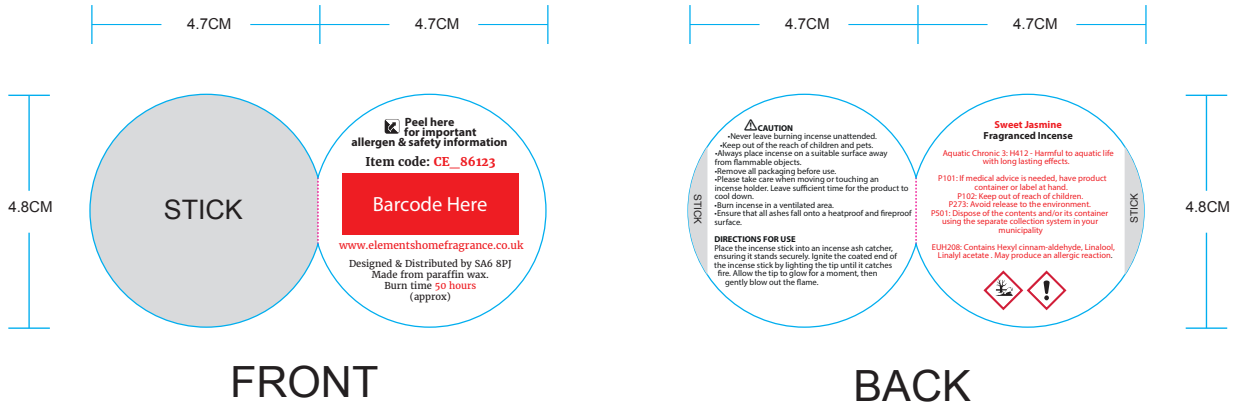 4.7CM
4.7CM
4.7CM
4.7CM
4.8CM
4.8CM
STICK
Peel here
for important
allergen & safety information
Item code: CE_86123
Barcode Here
www.elementshomefragrance.co.uk
Designed & Distributed by SA6 8PJ
Made from paraffin wax.
Burn time 50 hours
(approx)
FRONT
STICK
CAUTION
•Never leave burning incense unattended.
•Keep out of the reach of children and pets.
•Always place incense on a suitable surface away
from flammable objects.
•Remove all packaging before use.
•Please take care when moving or touching an
incense holder. Leave sufficient time for the product to
cool down.
•Burn incense in a ventilated area.
•Ensure that all ashes fall onto a heatproof and fireproof
surface.
DIRECTIONS FOR USE
Place the incense stick into an incense ash catcher,
ensuring it stands securely. Ignite the coated end of
the incense stick by lighting the tip until it catches
fire. Allow the tip to glow for a moment, then
gently blow out the flame.
Sweet Jasmine
Fragranced Incense
Aquatic Chronic 3: H412 - Harmful to aquatic life
with long lasting effects.
P101: If medical advice is needed, have product
container or label at hand.
P102: Keep out of reach of children.
P273: Avoid release to the environment.
P501: Dispose of the contents and/or its container
using the separate collection system in your
municipality
EUH208: Contains Hexyl cinnam-aldehyde, Linalool,
Linalyl acetate . May produce an allergic reaction.
STICK
BACK